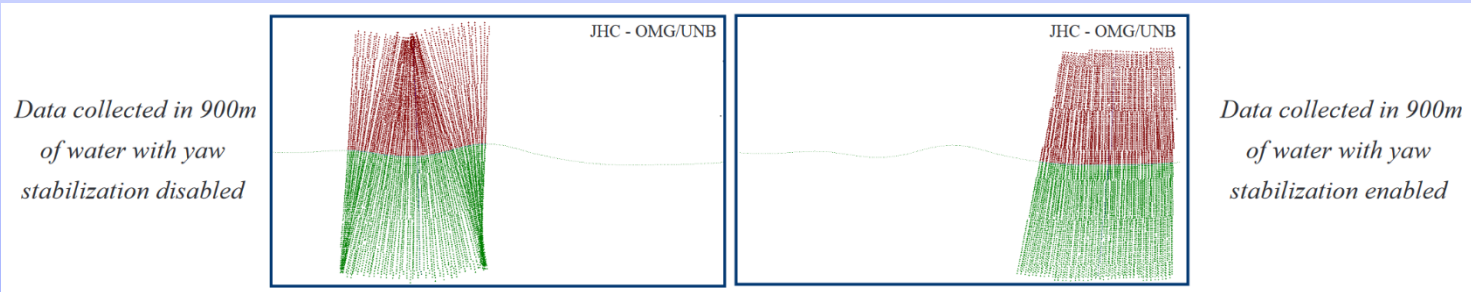 Data collected in 900m
of water with yaw
stabilization disabled
JHC - OMG/UNB
JHC - OMG/UNB
Data collected in 900m
of water with yaw
stabilization enabled